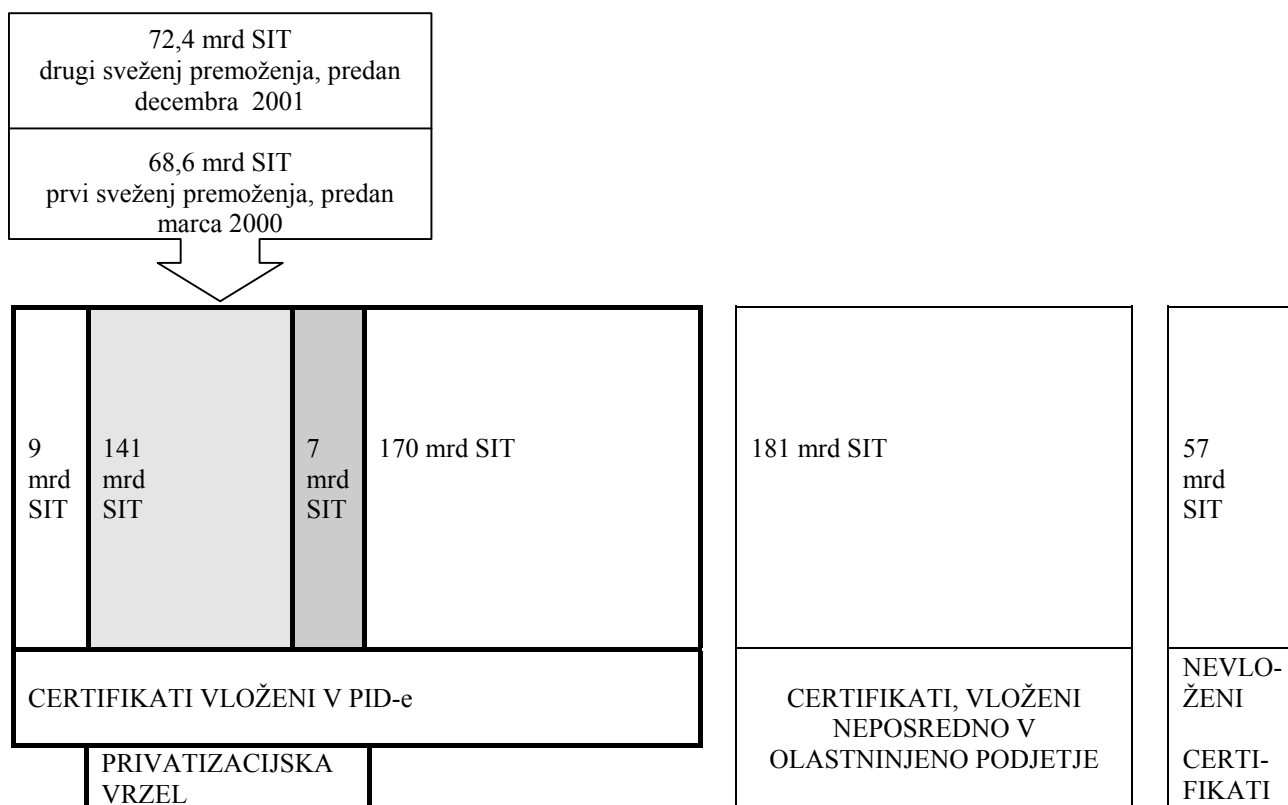 72,4 mrd SIT
drugi sveženj premoženja, predan
decembra 2001
68,6 mrd SIT
prvi sveženj premoženja, predan
marca 2000
9
mrd
SIT
141
mrd
SIT
7
mrd
SIT
170 mrd SIT
181 mrd SIT
57
mrd
SIT
CERTIFIKATI VLOŽENI V PID-e
PRIVATIZACIJSKA
VRZEL
CERTIFIKATI, VLOŽENI
NEPOSREDNO V
OLASTNINJENO PODJETJE
NEVLO-
ŽENI
CERTI-
FIKATI